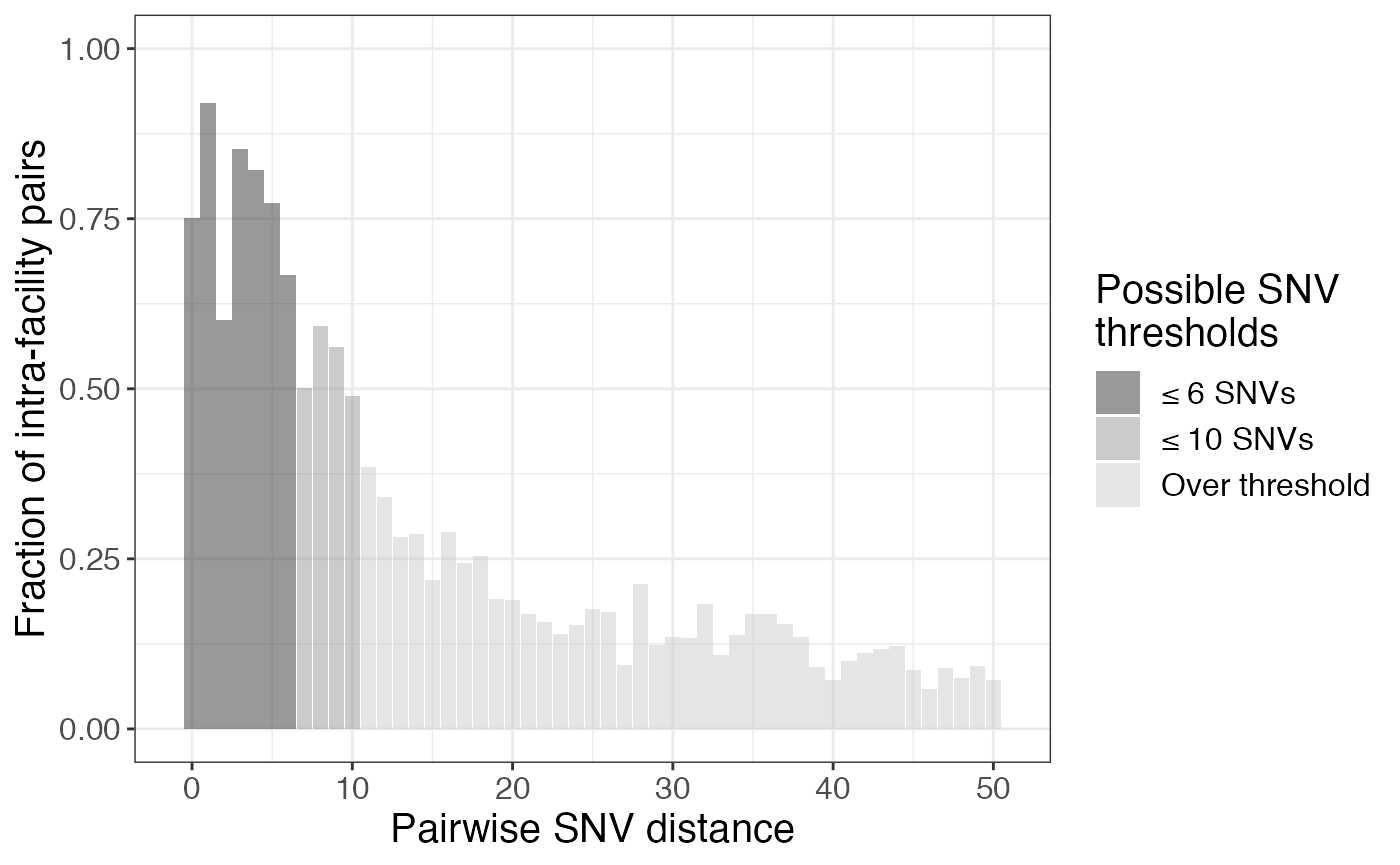 Fraction of intra-facility pairs
1.00
0.75
0.50
0.25
0.00
0 10 20 30 40 50
Pairwise SNV distance
Possible SNV
thresholds
≤ 6 SNVs
≤ 10 SNVs
Over threshold